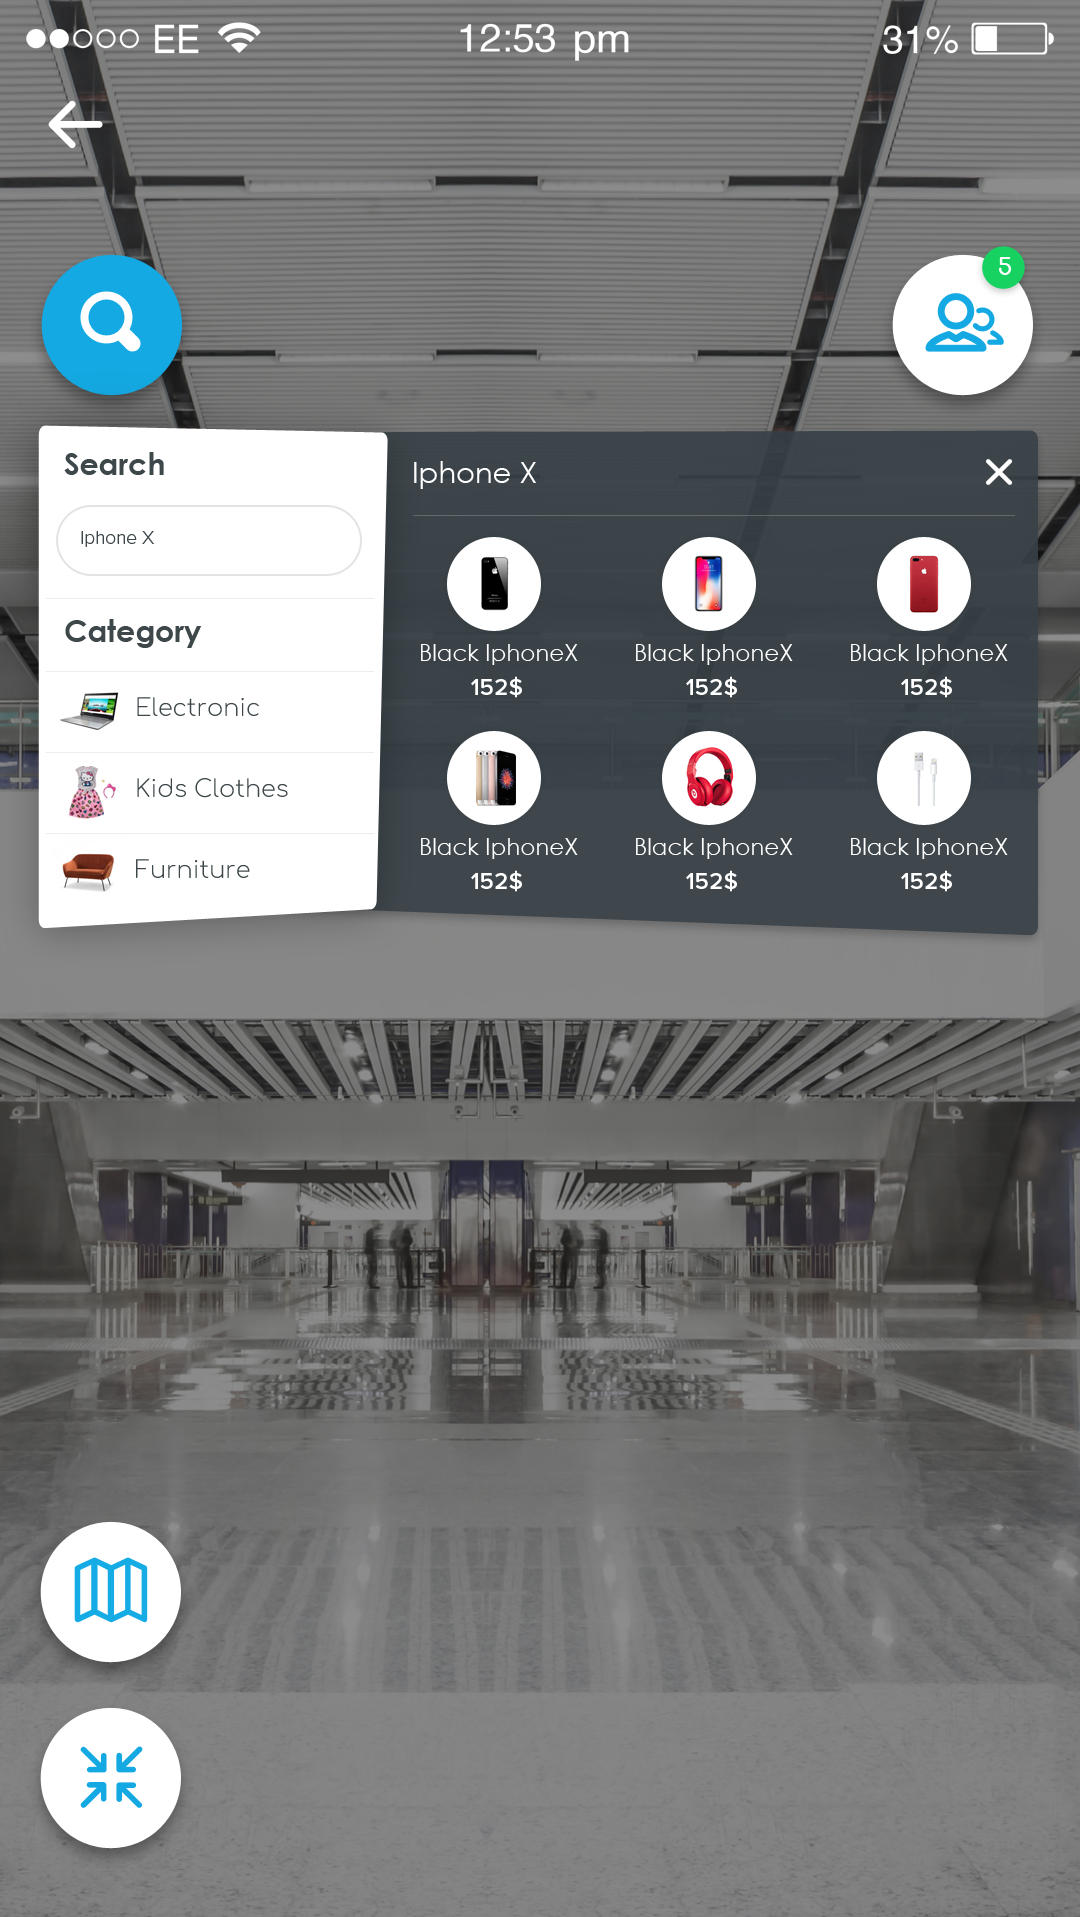 EE 12:53 pm 31%
5
Search
Iphone X
Category
Electronic
Kids Clothes
Furniture
Iphone X
Black IphoneX Black IphoneX Black IphoneX
152$ 152$ 152$
Black IphoneX Black IphoneX Black IphoneX
152$ 152$ 152$